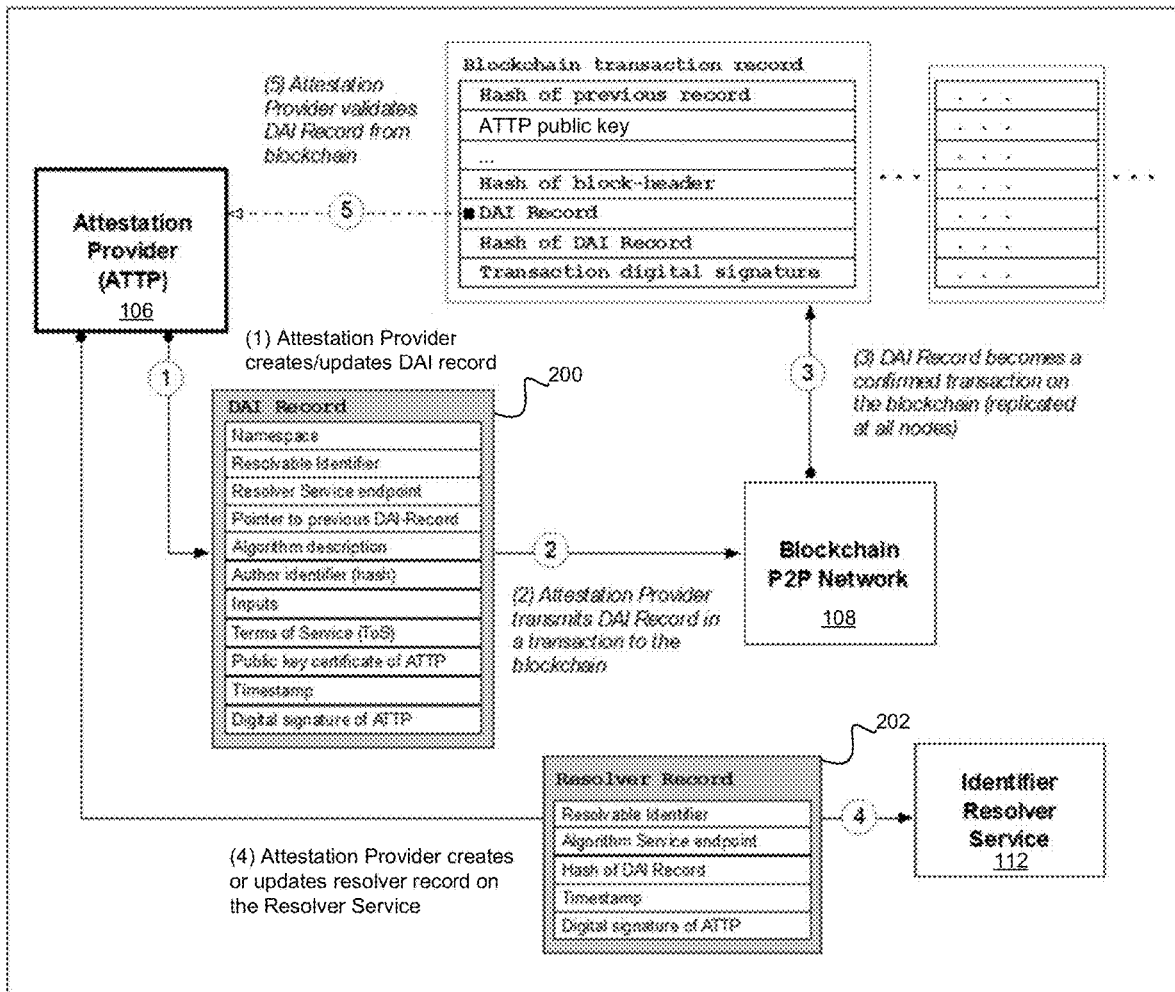 (5) Attestation
Provider validates
DAI Record from
blockchain
Blockchain transaction record
Hash of previous record
ATTP public key
...
Hash of block-header
DAI Record
Hash of DAI Record
Transaction digital signature
. . .
. . .
. . .
. . .
. . .
. . .
. . .
. . .
. . .
Attestation
Provider
(ATTP)
106
5
(1) Attestation Provider
creates/updates DAI record
1
200
DAI Record
Namespace
Resolvable Identifier
Resolver Service endpoint
Pointer to previous DAI-Record
Algorithm description
Author identifier (hash)
Inputs
Terms of Service (ToS)
Public key certificate of ATTP
Timestamp
Digital signature of ATTP
2
(2) Attestation Provider
transmits DAI Record in
a transaction to the
blockchain
3
(3) DAI Record becomes a
confirmed transaction on
the blockchain (replicated
at all nodes)
Blockchain
P2P Network
108
202
Resolver Record
Resolvable Identifier
Algorithm Service endpoint
Hash of DAI Record
Timestamp
Digital signature of ATTP
4
(4) Attestation Provider creates
or updates resolver record on
the Resolver Service
Identifier
Resolver
Service
112